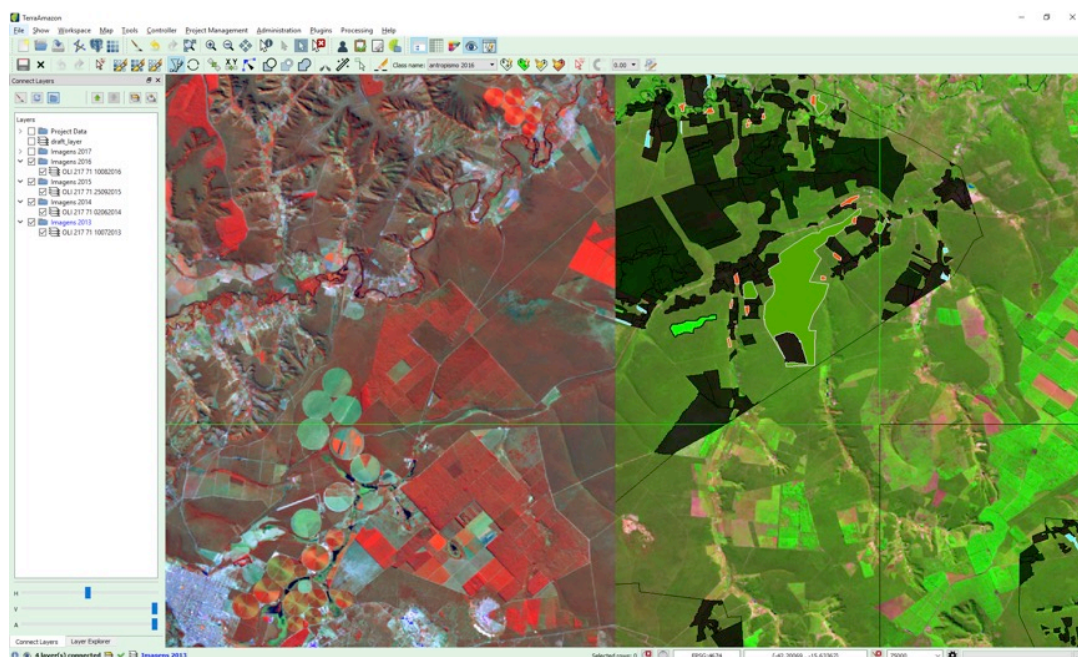 TerraAmazon
File Show Workspace Map Tools Controller Project Management Administration Plugins Processing Help
Class name: antropismo 2016
0.00
Connect Layers
Layers
Project Data
draft_layer
Imagens 2017
Imagens 2016
OLI 217 71 10082016
Imagens 2015
OLI 217 71 25092015
Imagens 2014
OLI 217 71 02062014
Imagens 2013
OLI 217 71 10072013
H
V
A
Connect Layers Layer Explorer
4 layer(s) connected Imagens 2013 Selected rows: 0 EPSG:4674 75000